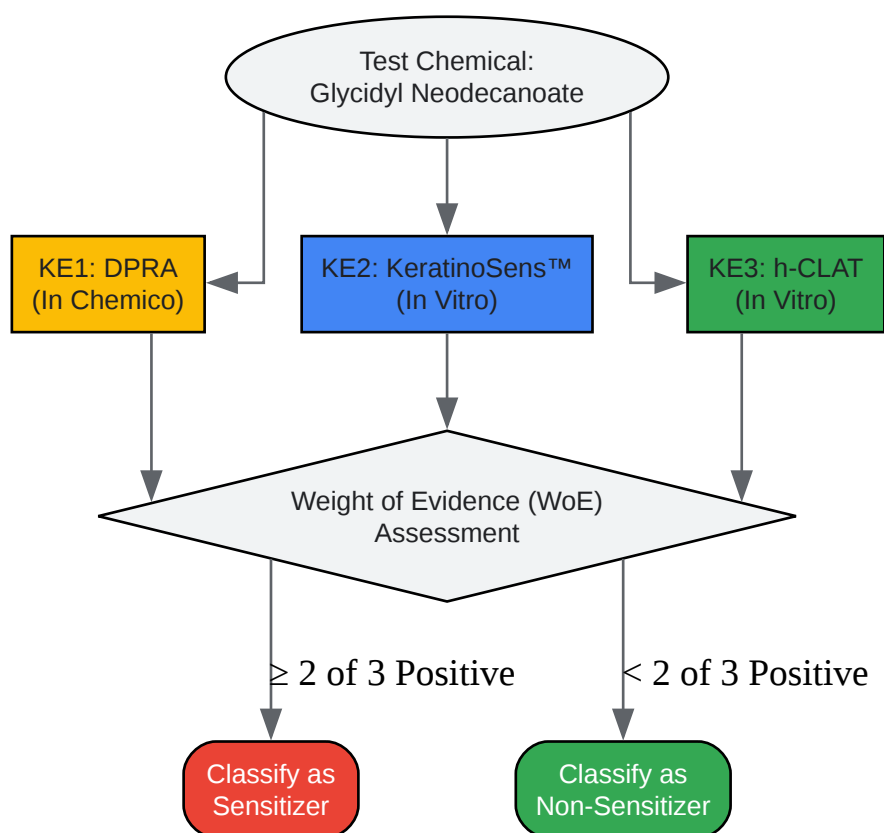 Test Chemical:
Glycidyl Neodecanoate
KE1: DPRA
(In Chemico)
KE2: KeratinoSens™
(In Vitro)
KE3: h-CLAT
(In Vitro)
Weight of Evidence (WoE)
Assessment
≥ 2 of 3 Positive
< 2 of 3 Positive
Classify as
Sensitizer
Classify as
Non-Sensitizer